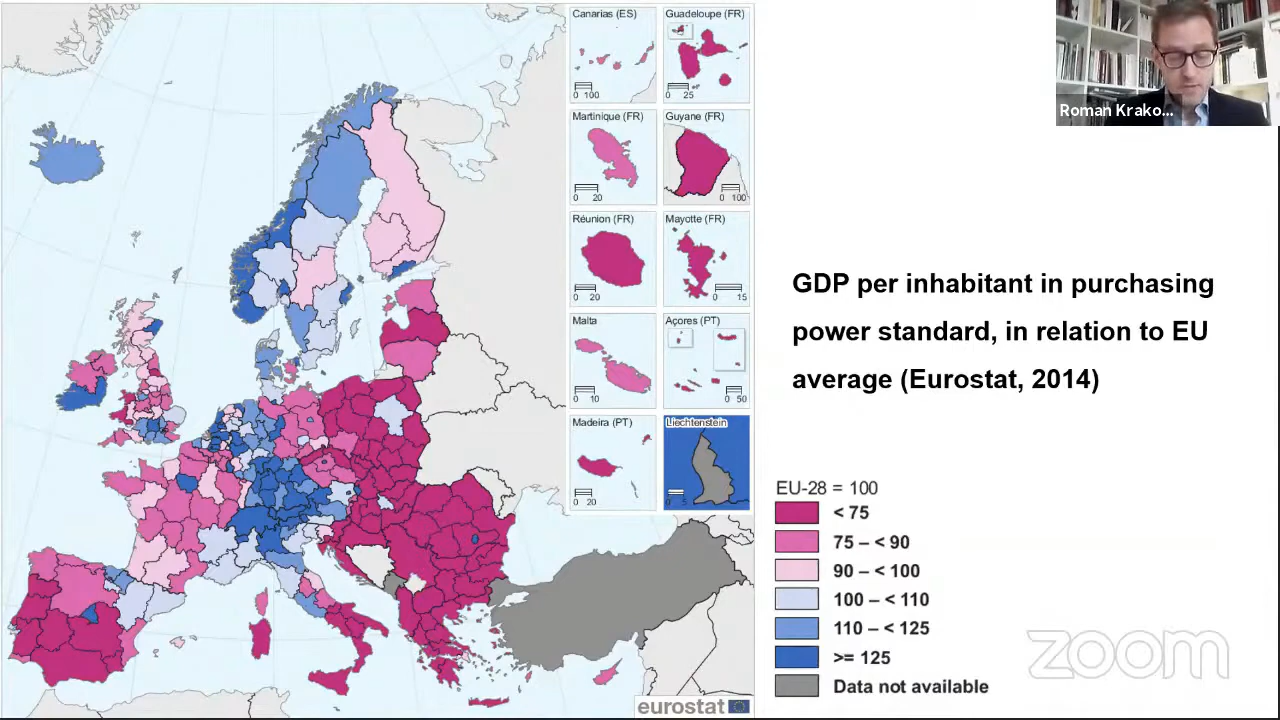 Canarias (ES)
0 100
Guadeloupe (FR)
0 25
Martinique (FR)
0 20
Guyane (FR)
0 100
Réunion (FR)
0 20
Mayotte (FR)
0 15
Malta
0 10
Açores (PT)
0 50
Madeira (PT)
0 20
Liechtenstein
0 5
eurostat
Roman Krako...
GDP per inhabitant in purchasing
power standard, in relation to EU
average (Eurostat, 2014)
EU-28 = 100
< 75
75 – < 90
90 – < 100
100 – < 110
110 – < 125
>= 125
Data not available
zoom